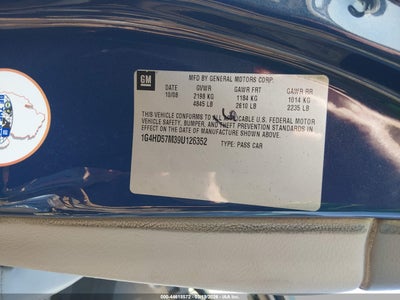 GM
MFD BY GENERAL MOTORS CORP.
DATE GVWR GAWR FRT GAWR RR
10/08 2198 KG 1184 KG 1014 KG
4845 LB 2610 LB 2235 LB
THIS VEHICLE CONFORMS TO ALL APPLICABLE U.S. FEDERAL MOTOR
VEHICLE SAFETY, BUMPER, AND THEFT PREVENTION STANDARDS IN
EFFECT ON THE DATE OF MANUFACTURE SHOWN ABOVE.
1G4HD57M39U126352 TYPE: PASS CAR